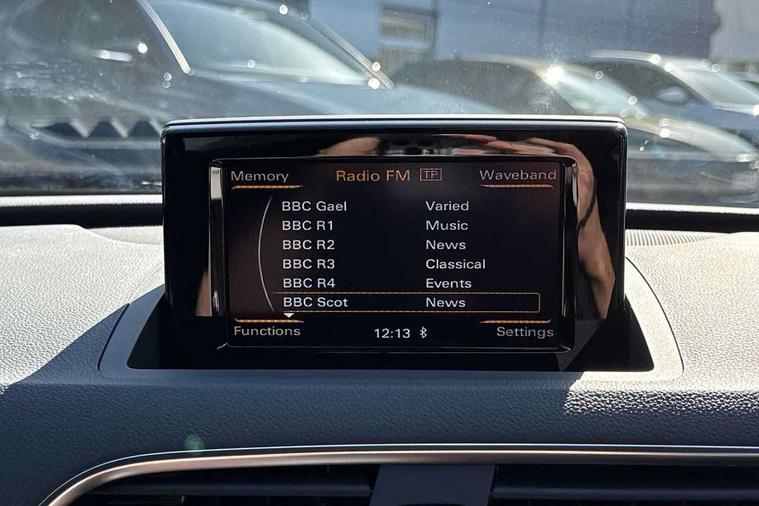 Memory Radio FM TP Waveband
BBC Gael Varied
BBC R1 Music
BBC R2 News
BBC R3 Classical
BBC R4 Events
BBC Scot News
Functions 12:13 Settings